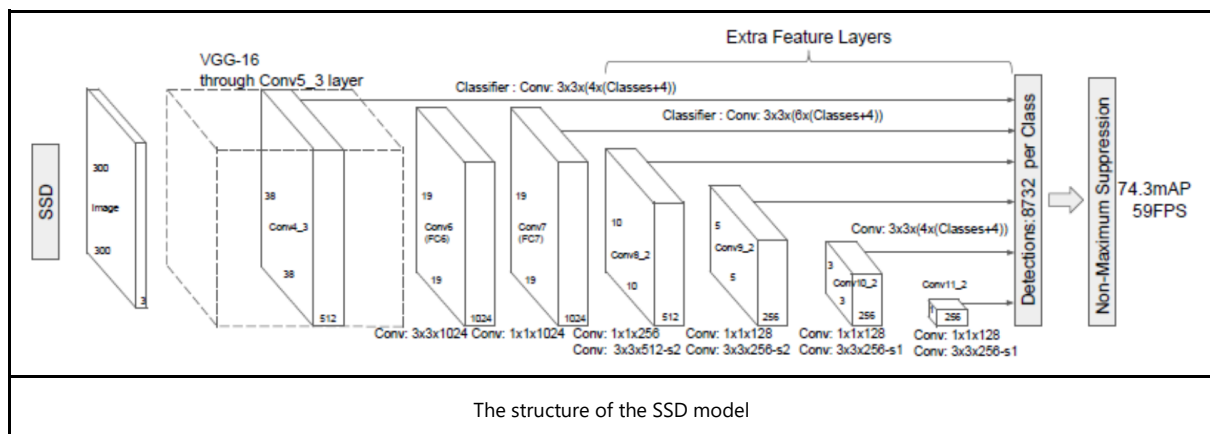 Extra Feature Layers
VGG-16
through Conv5_3 layer
Classifier : Conv: 3x3x(4x(Classes+4))
Classifier : Conv: 3x3x(6x(Classes+4))
SSD
300
Image
300
3
38
Conv4_3
38
512
19
Conv6
(FC6)
19
1024
19
Conv7
(FC7)
19
1024
10
Conv8_2
10
512
5
Conv9_2
5
256
Conv: 3x3x(4x(Classes+4))
3
Conv10_2
3
256
Conv11_2
1
256
Detections:8732 per Class
Non-Maximum Suppression
74.3mAP
59FPS
Conv: 3x3x1024
Conv: 1x1x1024
Conv: 1x1x256
Conv: 3x3x512-s2
Conv: 1x1x128
Conv: 3x3x256-s2
Conv: 1x1x128
Conv: 3x3x256-s1
Conv: 1x1x128
Conv: 3x3x256-s1
The structure of the SSD model